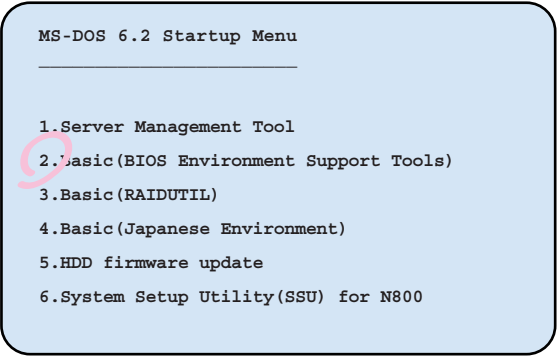 MS-DOS 6.2 Startup Menu
1.Server Management Tool
2.Basic(BIOS Environment Support Tools)
3.Basic(RAIDUTIL)
4.Basic(Japanese Environment)
5.HDD firmware update
6.System Setup Utility(SSU) for N800